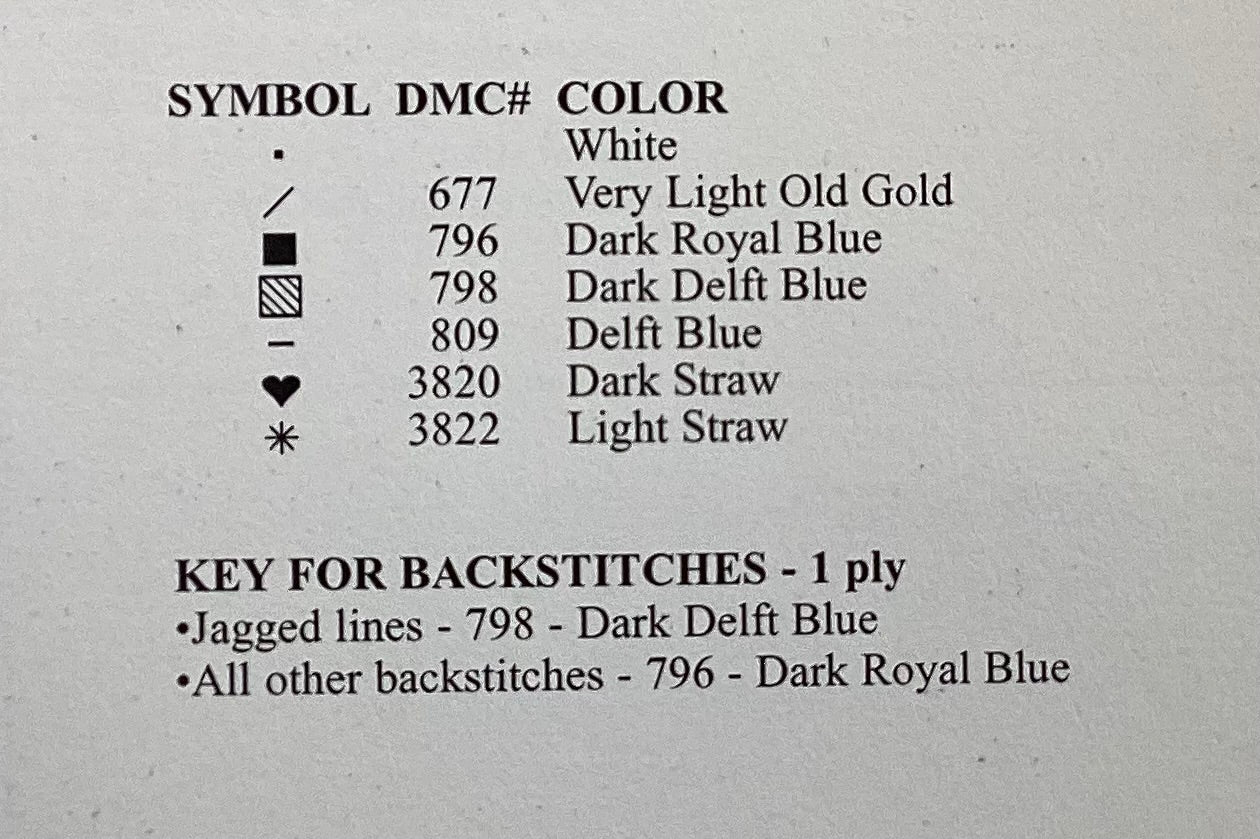 SYMBOL DMC# COLOR
▪ White
/ 677 Very Light Old Gold
■ 796 Dark Royal Blue
▧ 798 Dark Delft Blue
– 809 Delft Blue
♥ 3820 Dark Straw
✳ 3822 Light Straw
KEY FOR BACKSTITCHES - 1 ply
•Jagged lines - 798 - Dark Delft Blue
•All other backstitches - 796 - Dark Royal Blue